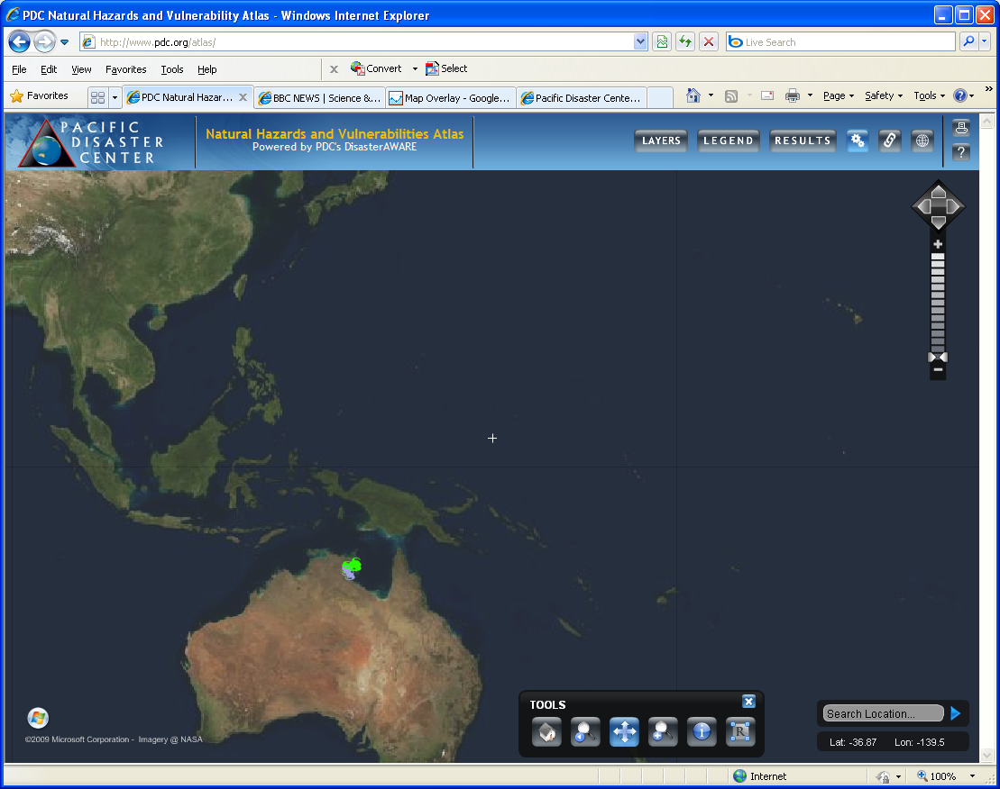 PDC Natural Hazards and Vulnerability Atlas - Windows Internet Explorer
http://www.pdc.org/atlas/
Live Search
File Edit View Favorites Tools Help
Convert Select
Favorites
PDC Natural Hazar...
BBC NEWS | Science &...
Map Overlay - Google...
Pacific Disaster Cente...
Page Safety Tools
»
PACIFIC
DISASTER
CENTER
Natural Hazards and Vulnerabilities Atlas
Powered by PDC's DisasterAWARE
LAYERS
LEGEND
RESULTS
?
TOOLS
R
Search Location...
Lat: -36.87 Lon: -139.5
©2009 Microsoft Corporation - Imagery @ NASA
Internet
100%